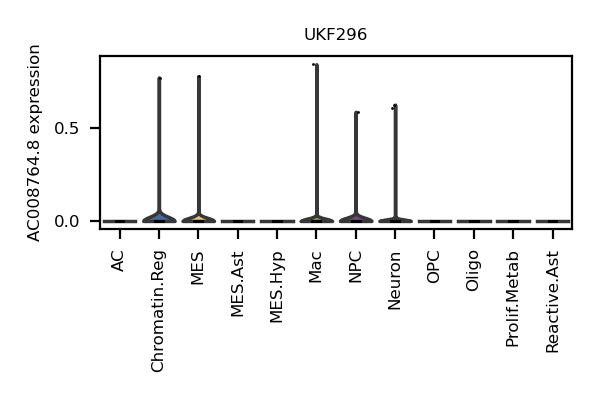 UKF296
AC008764.8 expression
0.5
0.0
AC
Chromatin.Reg
MES
MES.Ast
MES.Hyp
Mac
NPC
Neuron
OPC
Oligo
Prolif.Metab
Reactive.Ast